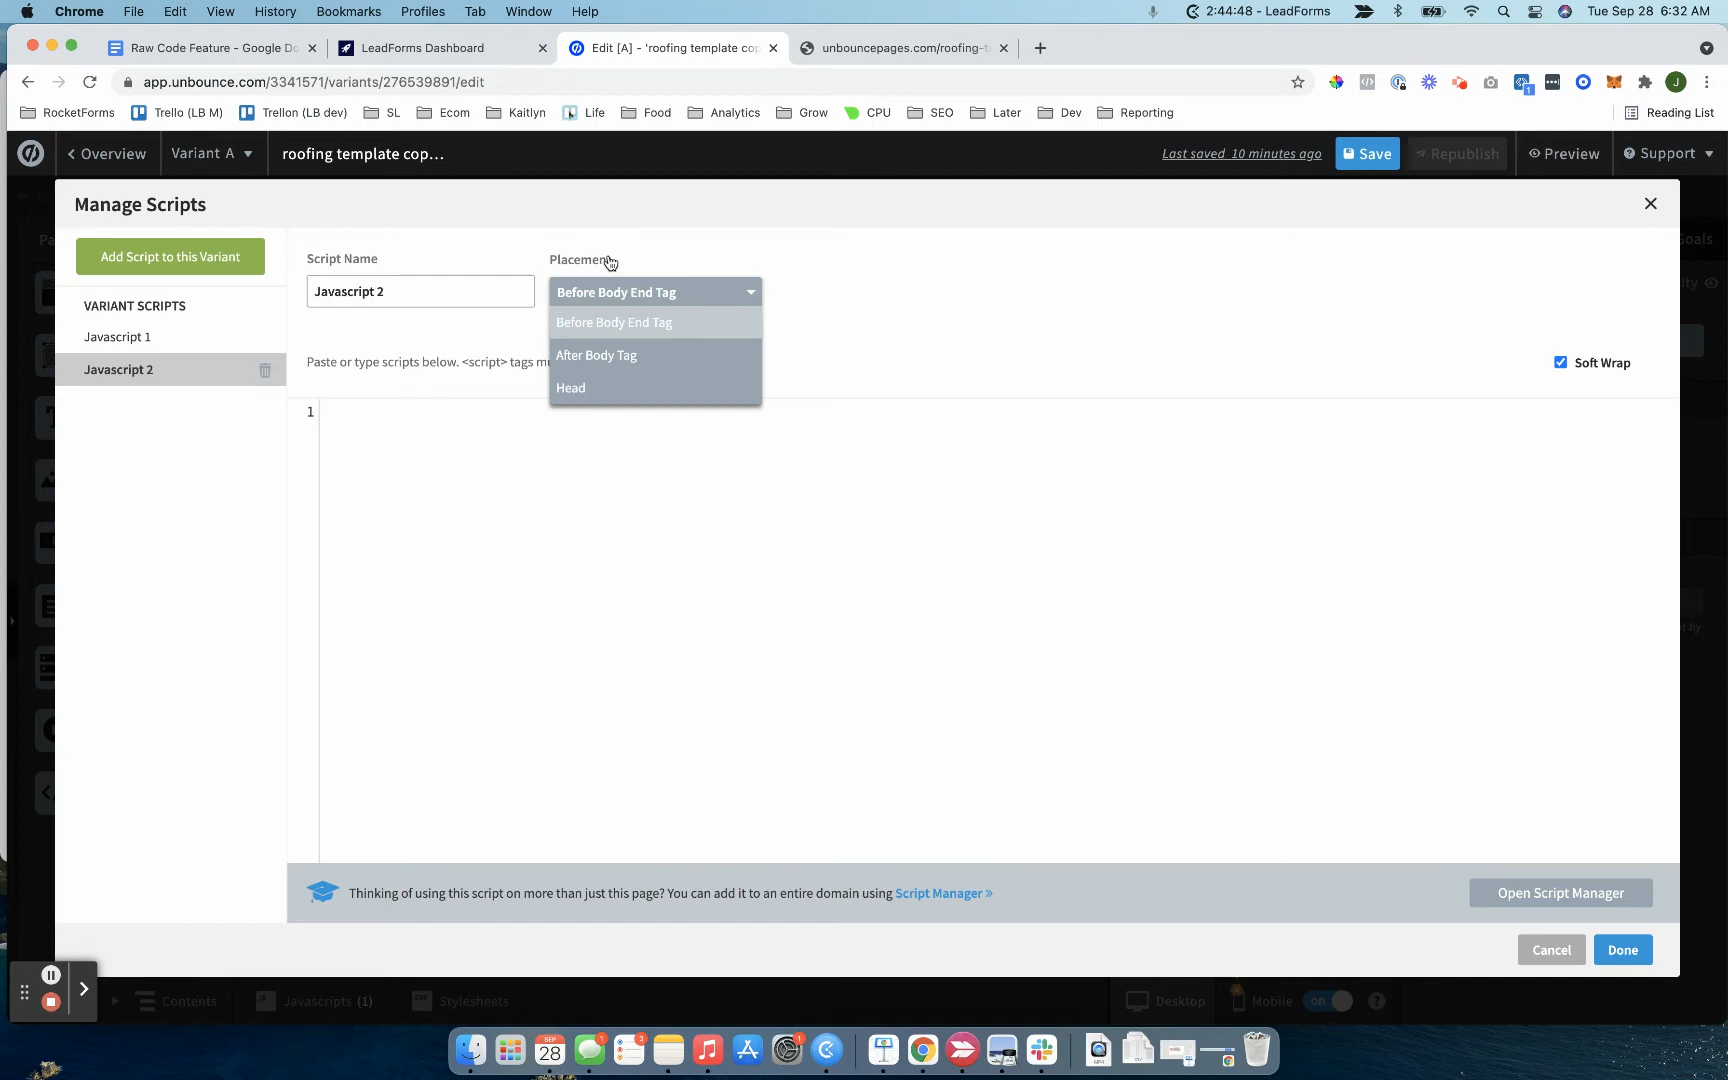 Chrome File Edit View History Bookmarks Profiles Tab Window Help 2:44:48 - LeadForms Tue Sep 28 6:32 AM
Raw Code Feature - Google Do LeadForms Dashboard Edit [A] - 'roofing template cop unbouncepages.com/roofing-t
app.unbounce.com/3341571/variants/276539891/edit
RocketForms Trello (LB M) Trellon (LB dev) SL Ecom Kaitlyn Life Food Analytics Grow CPU SEO Later Dev Reporting Reading List
< Overview Variant A roofing template cop... Last saved 10 minutes ago Save Republish Preview Support
Manage Scripts
Add Script to this Variant
Script Name
Placement
Javascript 2
Before Body End Tag
VARIANT SCRIPTS
Before Body End Tag
Javascript 1
After Body Tag
Javascript 2
Paste or type scripts below. <script> tags mu
Soft Wrap
Head
1
Thinking of using this script on more than just this page? You can add it to an entire domain using Script Manager »
Open Script Manager
Cancel Done
Contents Javascripts (1) Stylesheets Desktop Mobile on
SEP
28
1
3
1